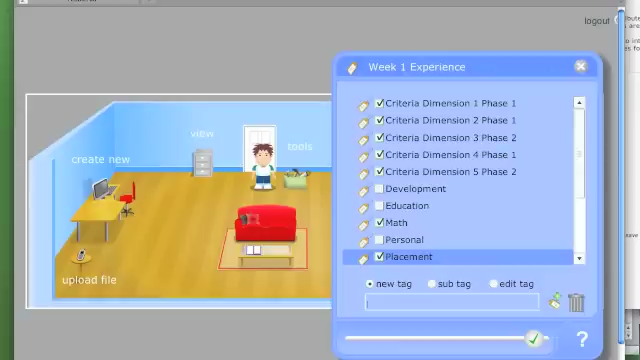 logout
Week 1 Experience
Criteria Dimension 1 Phase 1
Criteria Dimension 2 Phase 1
Criteria Dimension 3 Phase 2
Criteria Dimension 4 Phase 1
Criteria Dimension 5 Phase 2
Development
Education
Math
Personal
Placement
new tag sub tag edit tag
?
view
tools
create new
upload file